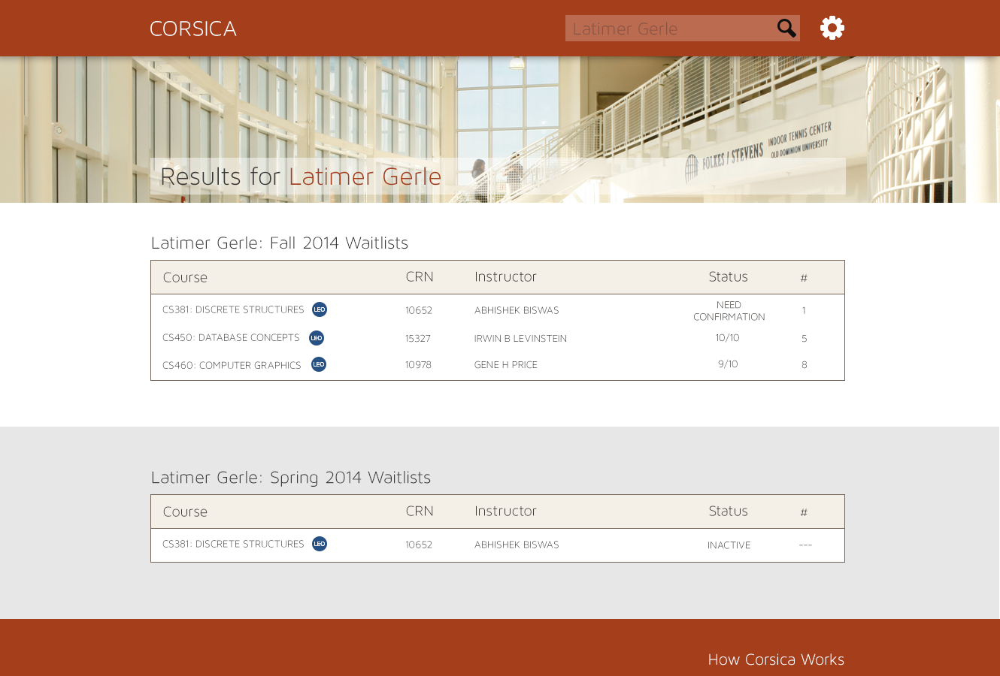 CORSICA
Latimer Gerle
FOLKES / STEVENS INDOOR TENNIS CENTER
OLD DOMINION UNIVERSITY
Results for Latimer Gerle
Latimer Gerle: Fall 2014 Waitlists
Course CRN Instructor Status #
CS381: DISCRETE STRUCTURES LEO 10652 ABHISHEK BISWAS NEED CONFIRMATION 1
CS450: DATABASE CONCEPTS LEO 15327 IRWIN B LEVINSTEIN 10/10 5
CS460: COMPUTER GRAPHICS LEO 10978 GENE H PRICE 9/10 8
Latimer Gerle: Spring 2014 Waitlists
Course CRN Instructor Status #
CS381: DISCRETE STRUCTURES LEO 10652 ABHISHEK BISWAS INACTIVE ---
How Corsica Works